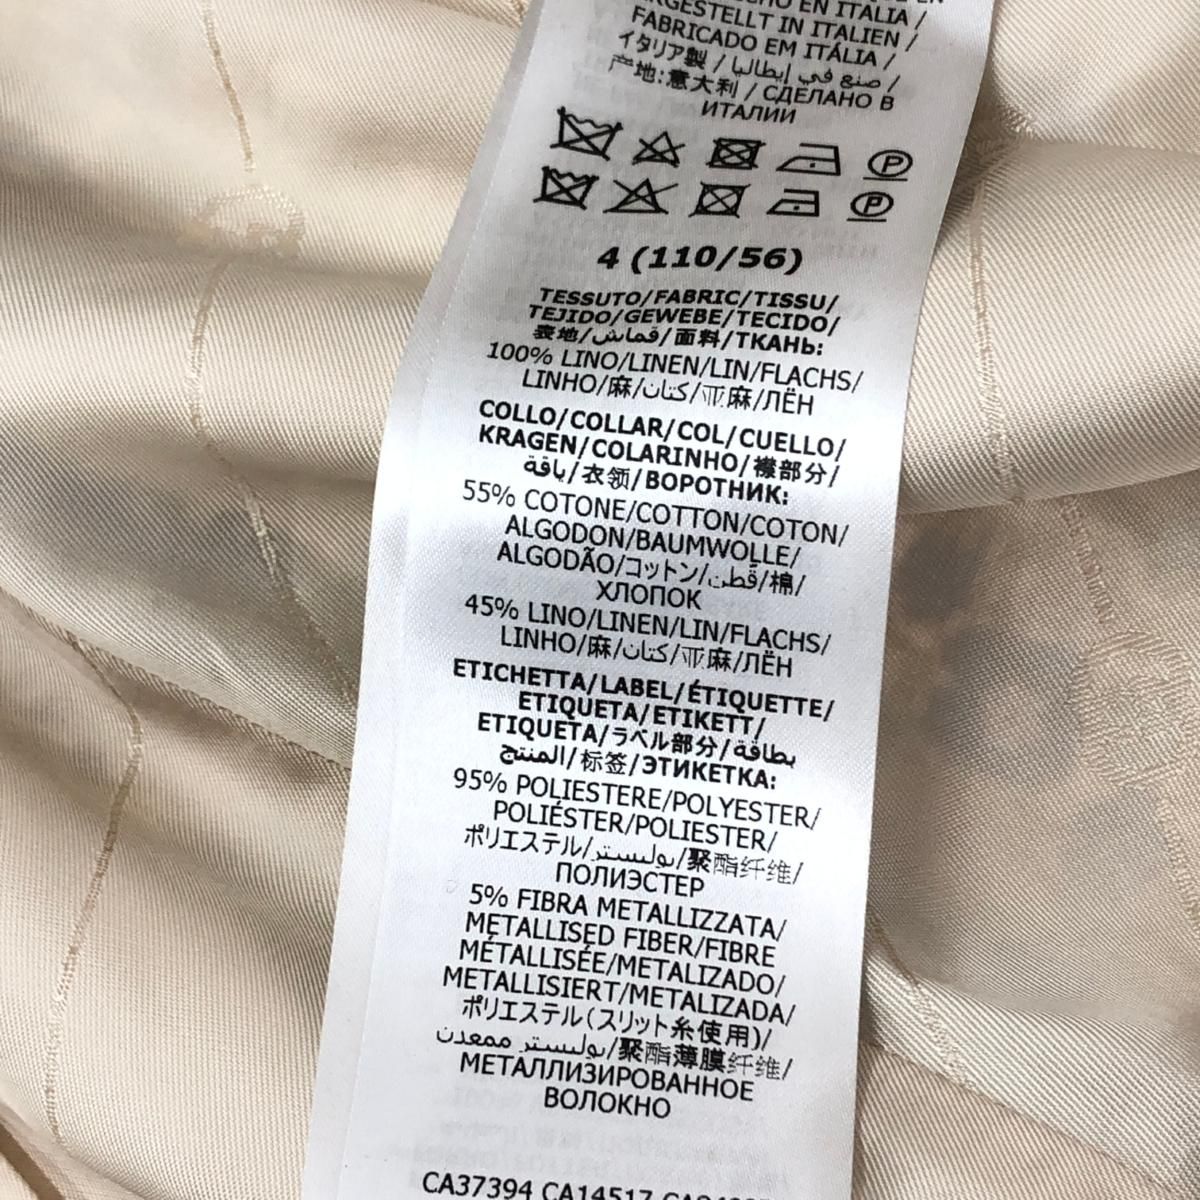 EN ITALIA /
RGESTELLT IN ITALIEN /
FABRICADO EM ITÁLIA /
イタリア製 / صنع في إيطاليا /
产地:意大利 / СДЕЛАНО В
ИТАЛИИ
P
P
4 (110/56)
TESSUTO/FABRIC/TISSU/
TEJIDO/GEWEBE/TECIDO/
表地/قماش/面料/ТКАНЬ:
100% LINO/LINEN/LIN/FLACHS/
LINHO/麻/كتان/亚麻/ЛЁН
COLLO/COLLAR/COL/CUELLO/
KRAGEN/COLARINHO/襟部分/
ياقة/衣领/ВОРОТНИК:
55% COTONE/COTTON/COTON/
ALGODON/BAUMWOLLE/
ALGODÃO/コットン/قطن/棉/
ХЛОПОК
45% LINO/LINEN/LIN/FLACHS/
LINHO/麻/كتان/亚麻/ЛЁН
ETICHETTA/LABEL/ÉTIQUETTE/
ETIQUETA/ETIKETT/
ETIQUETA/ラベル部分/بطاقة
المنتج/标签/ЭТИКЕТКА:
95% POLIESTERE/POLYESTER/
POLIÉSTER/POLIESTER/
ポリエステル/بوليستر/聚酯纤维/
ПОЛИЭСТЕР
5% FIBRA METALLIZZATA/
METALLISED FIBER/FIBRE
MÉTALLISÉE/METALIZADO/
METALLISIERT/METALIZADA/
ポリエステル(スリット糸使用)/
بوليستر ممعدن/聚酯薄膜纤维/
МЕТАЛЛИЗИРОВАННОЕ
ВОЛОКНО
CA37394 CA14517